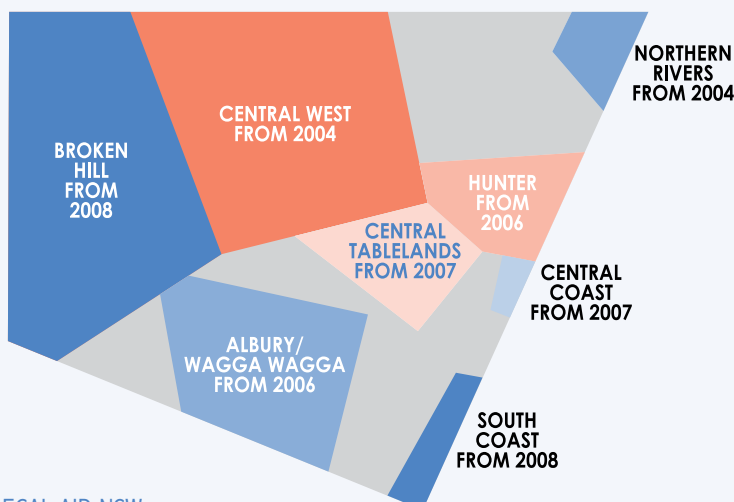 NORTHERN
RIVERS
FROM 2004
CENTRAL WEST
FROM 2004
BROKEN
HILL
FROM
2008
HUNTER
FROM
2006
CENTRAL
TABLELANDS
FROM 2007
CENTRAL
COAST
FROM 2007
ALBURY/
WAGGA WAGGA
FROM 2006
SOUTH
COAST
FROM 2008